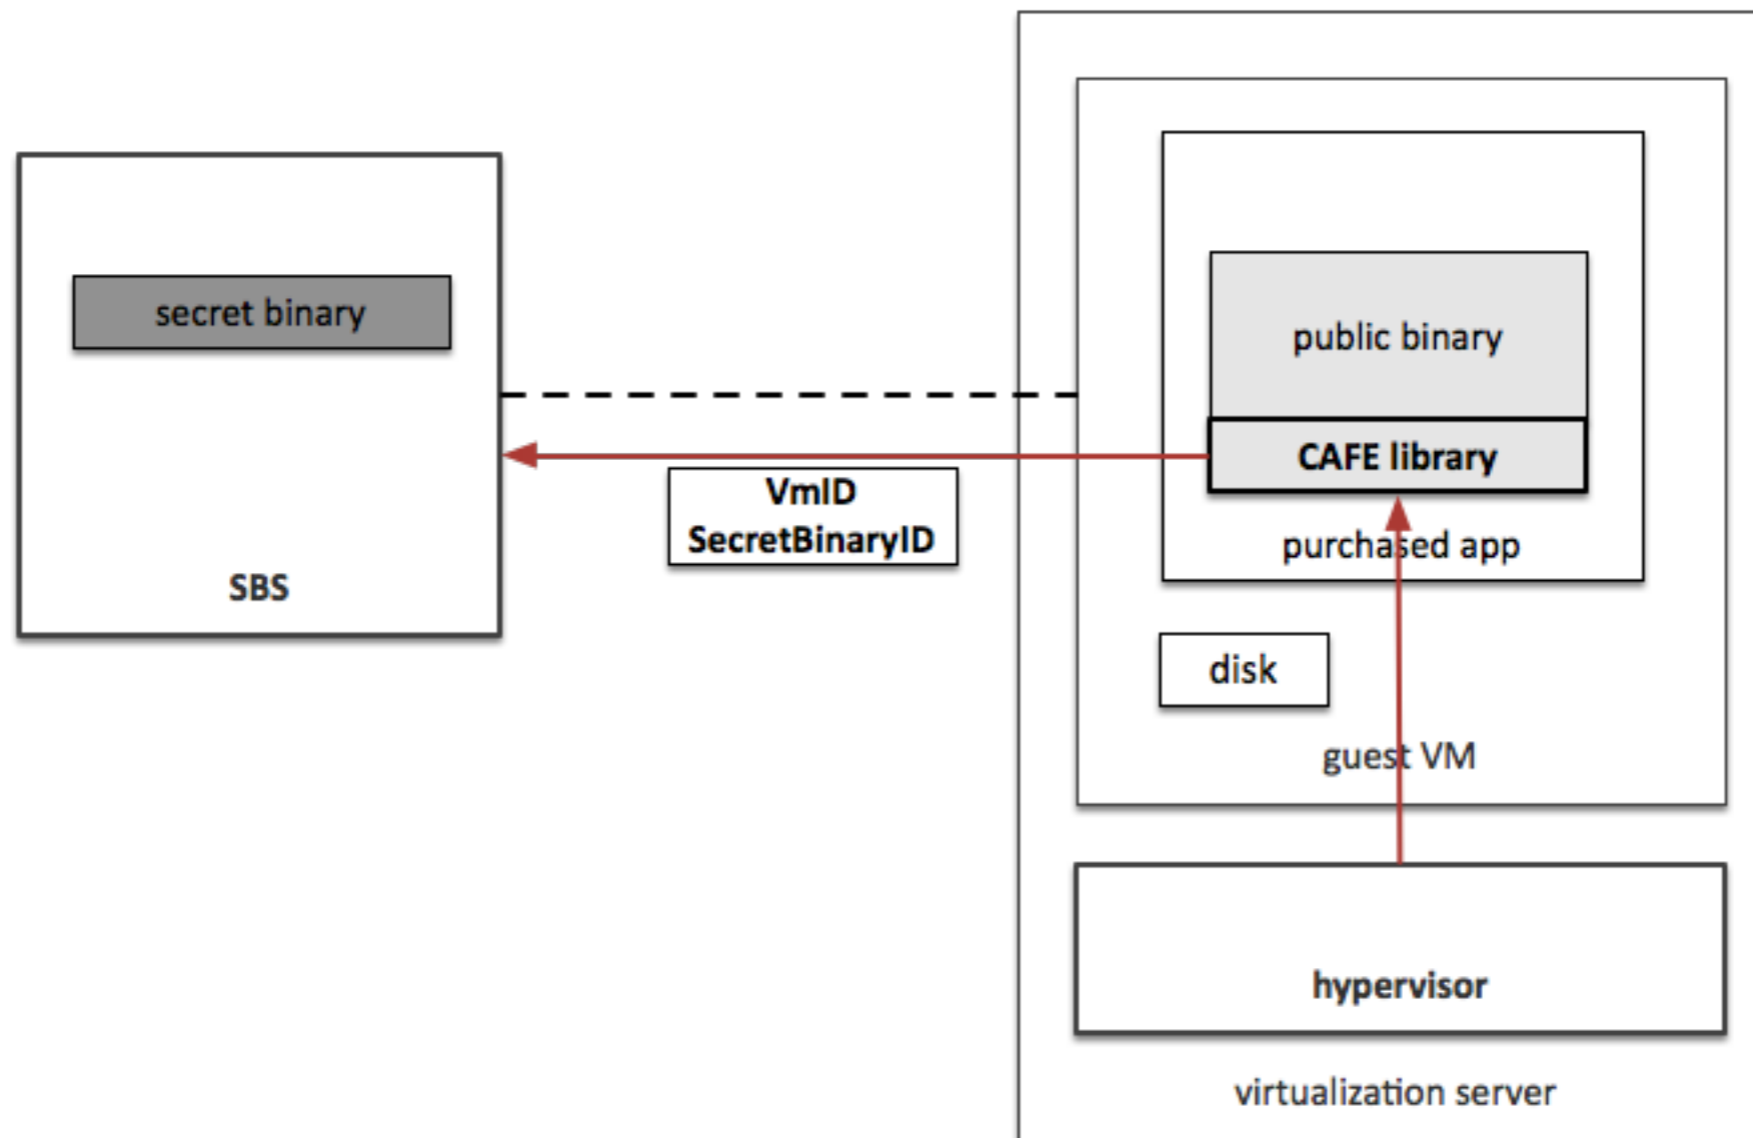 secret binary
SBS
VmID
SecretBinaryID
public binary
CAFE library
purchased app
disk
guest VM
hypervisor
virtualization server